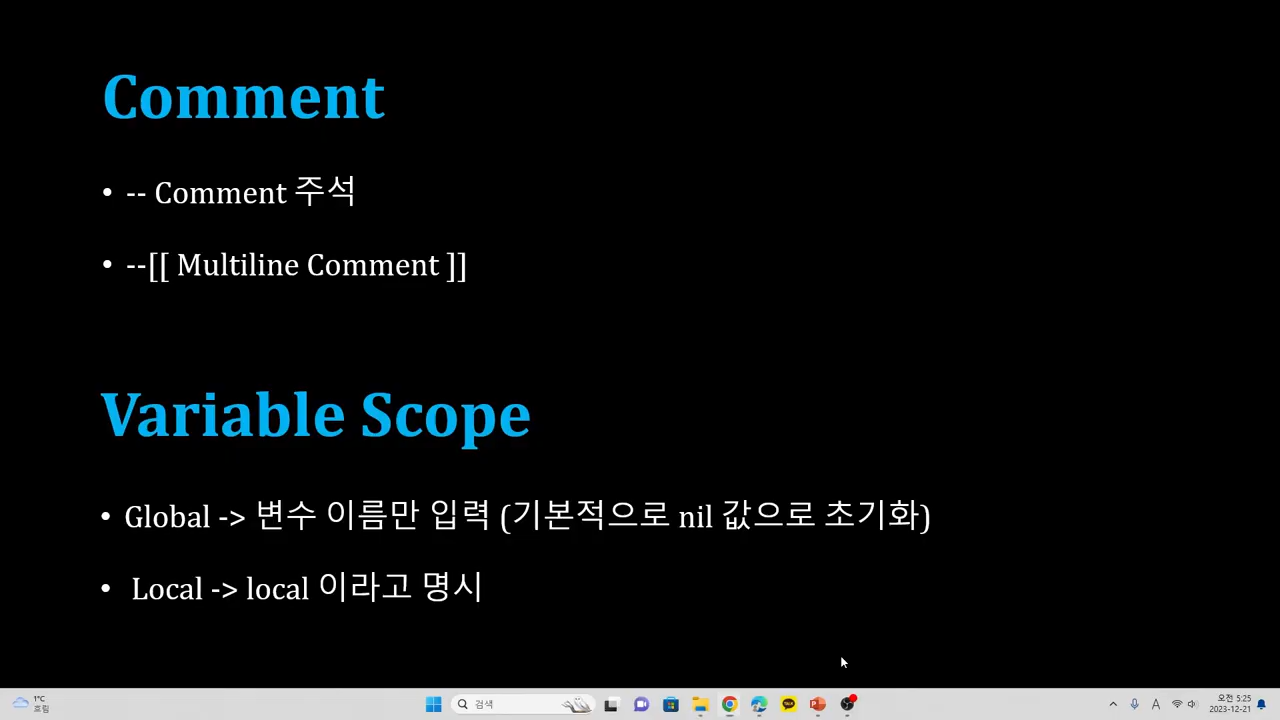 Comment
• -- Comment 주석
• --[[ Multiline Comment ]]
Variable Scope
• Global -> 변수 이름만 입력 (기본적으로 nil 값으로 초기화)
• Local -> local 이라고 명시
1°C
흐림
검색
TALK
A
오전 5:25
2023-12-21